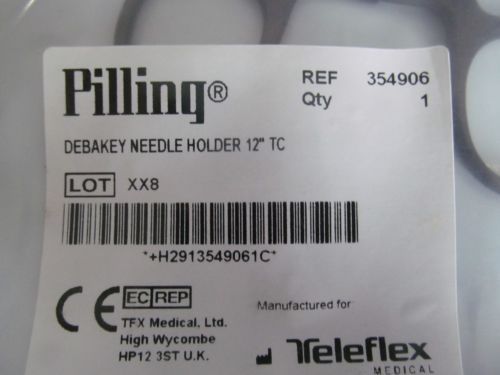 Pilling®
REF 354906
Qty 1
DEBAKEY NEEDLE HOLDER 12" TC
LOT XX8
*+H2913549061C*
CE EC REP
TFX Medical, Ltd.
High Wycombe
HP12 3ST U.K.
Manufactured for
Teleflex
MEDICAL